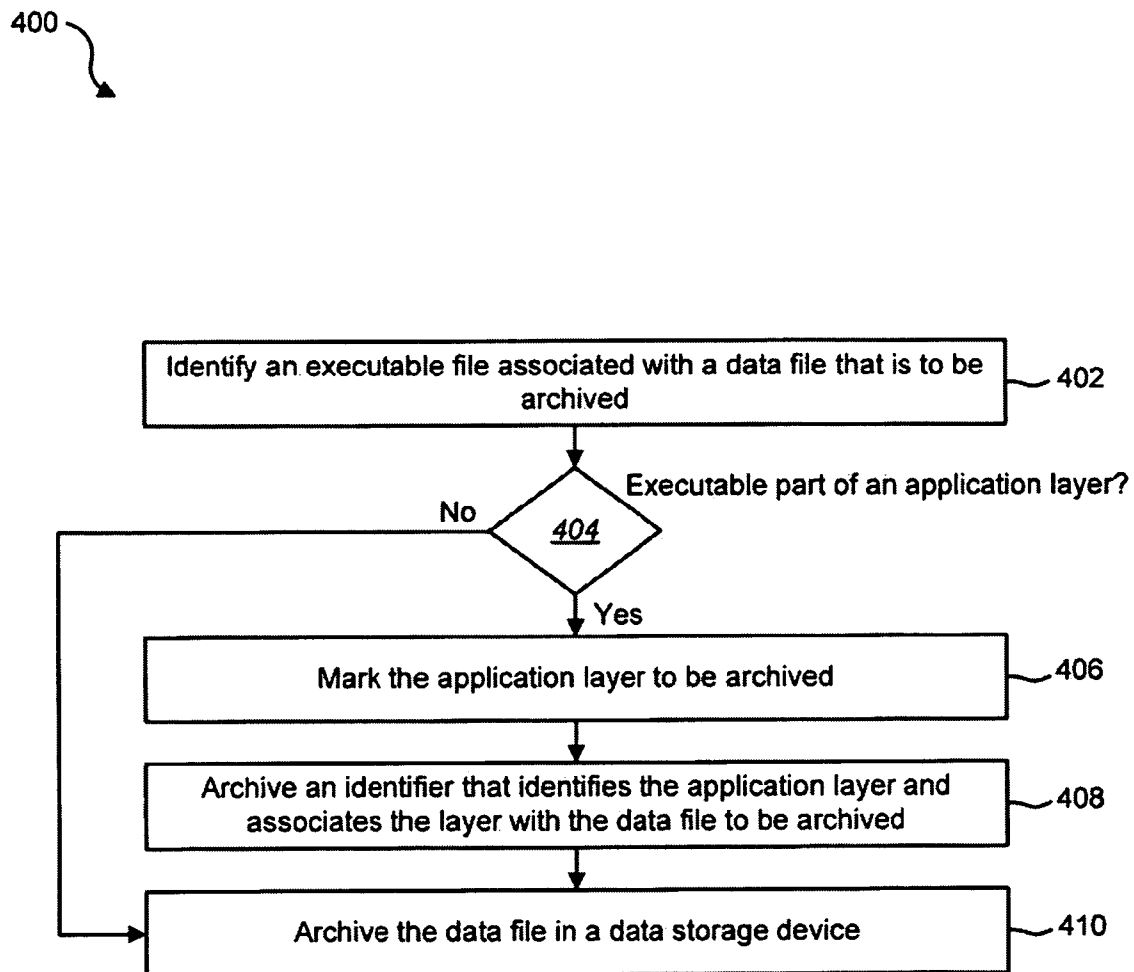 400
Identify an executable file associated with a data file that is to be
archived
402
Executable part of an application layer?
No
404
Yes
Mark the application layer to be archived
406
Archive an identifier that identifies the application layer and
associates the layer with the data file to be archived
408
Archive the data file in a data storage device
410